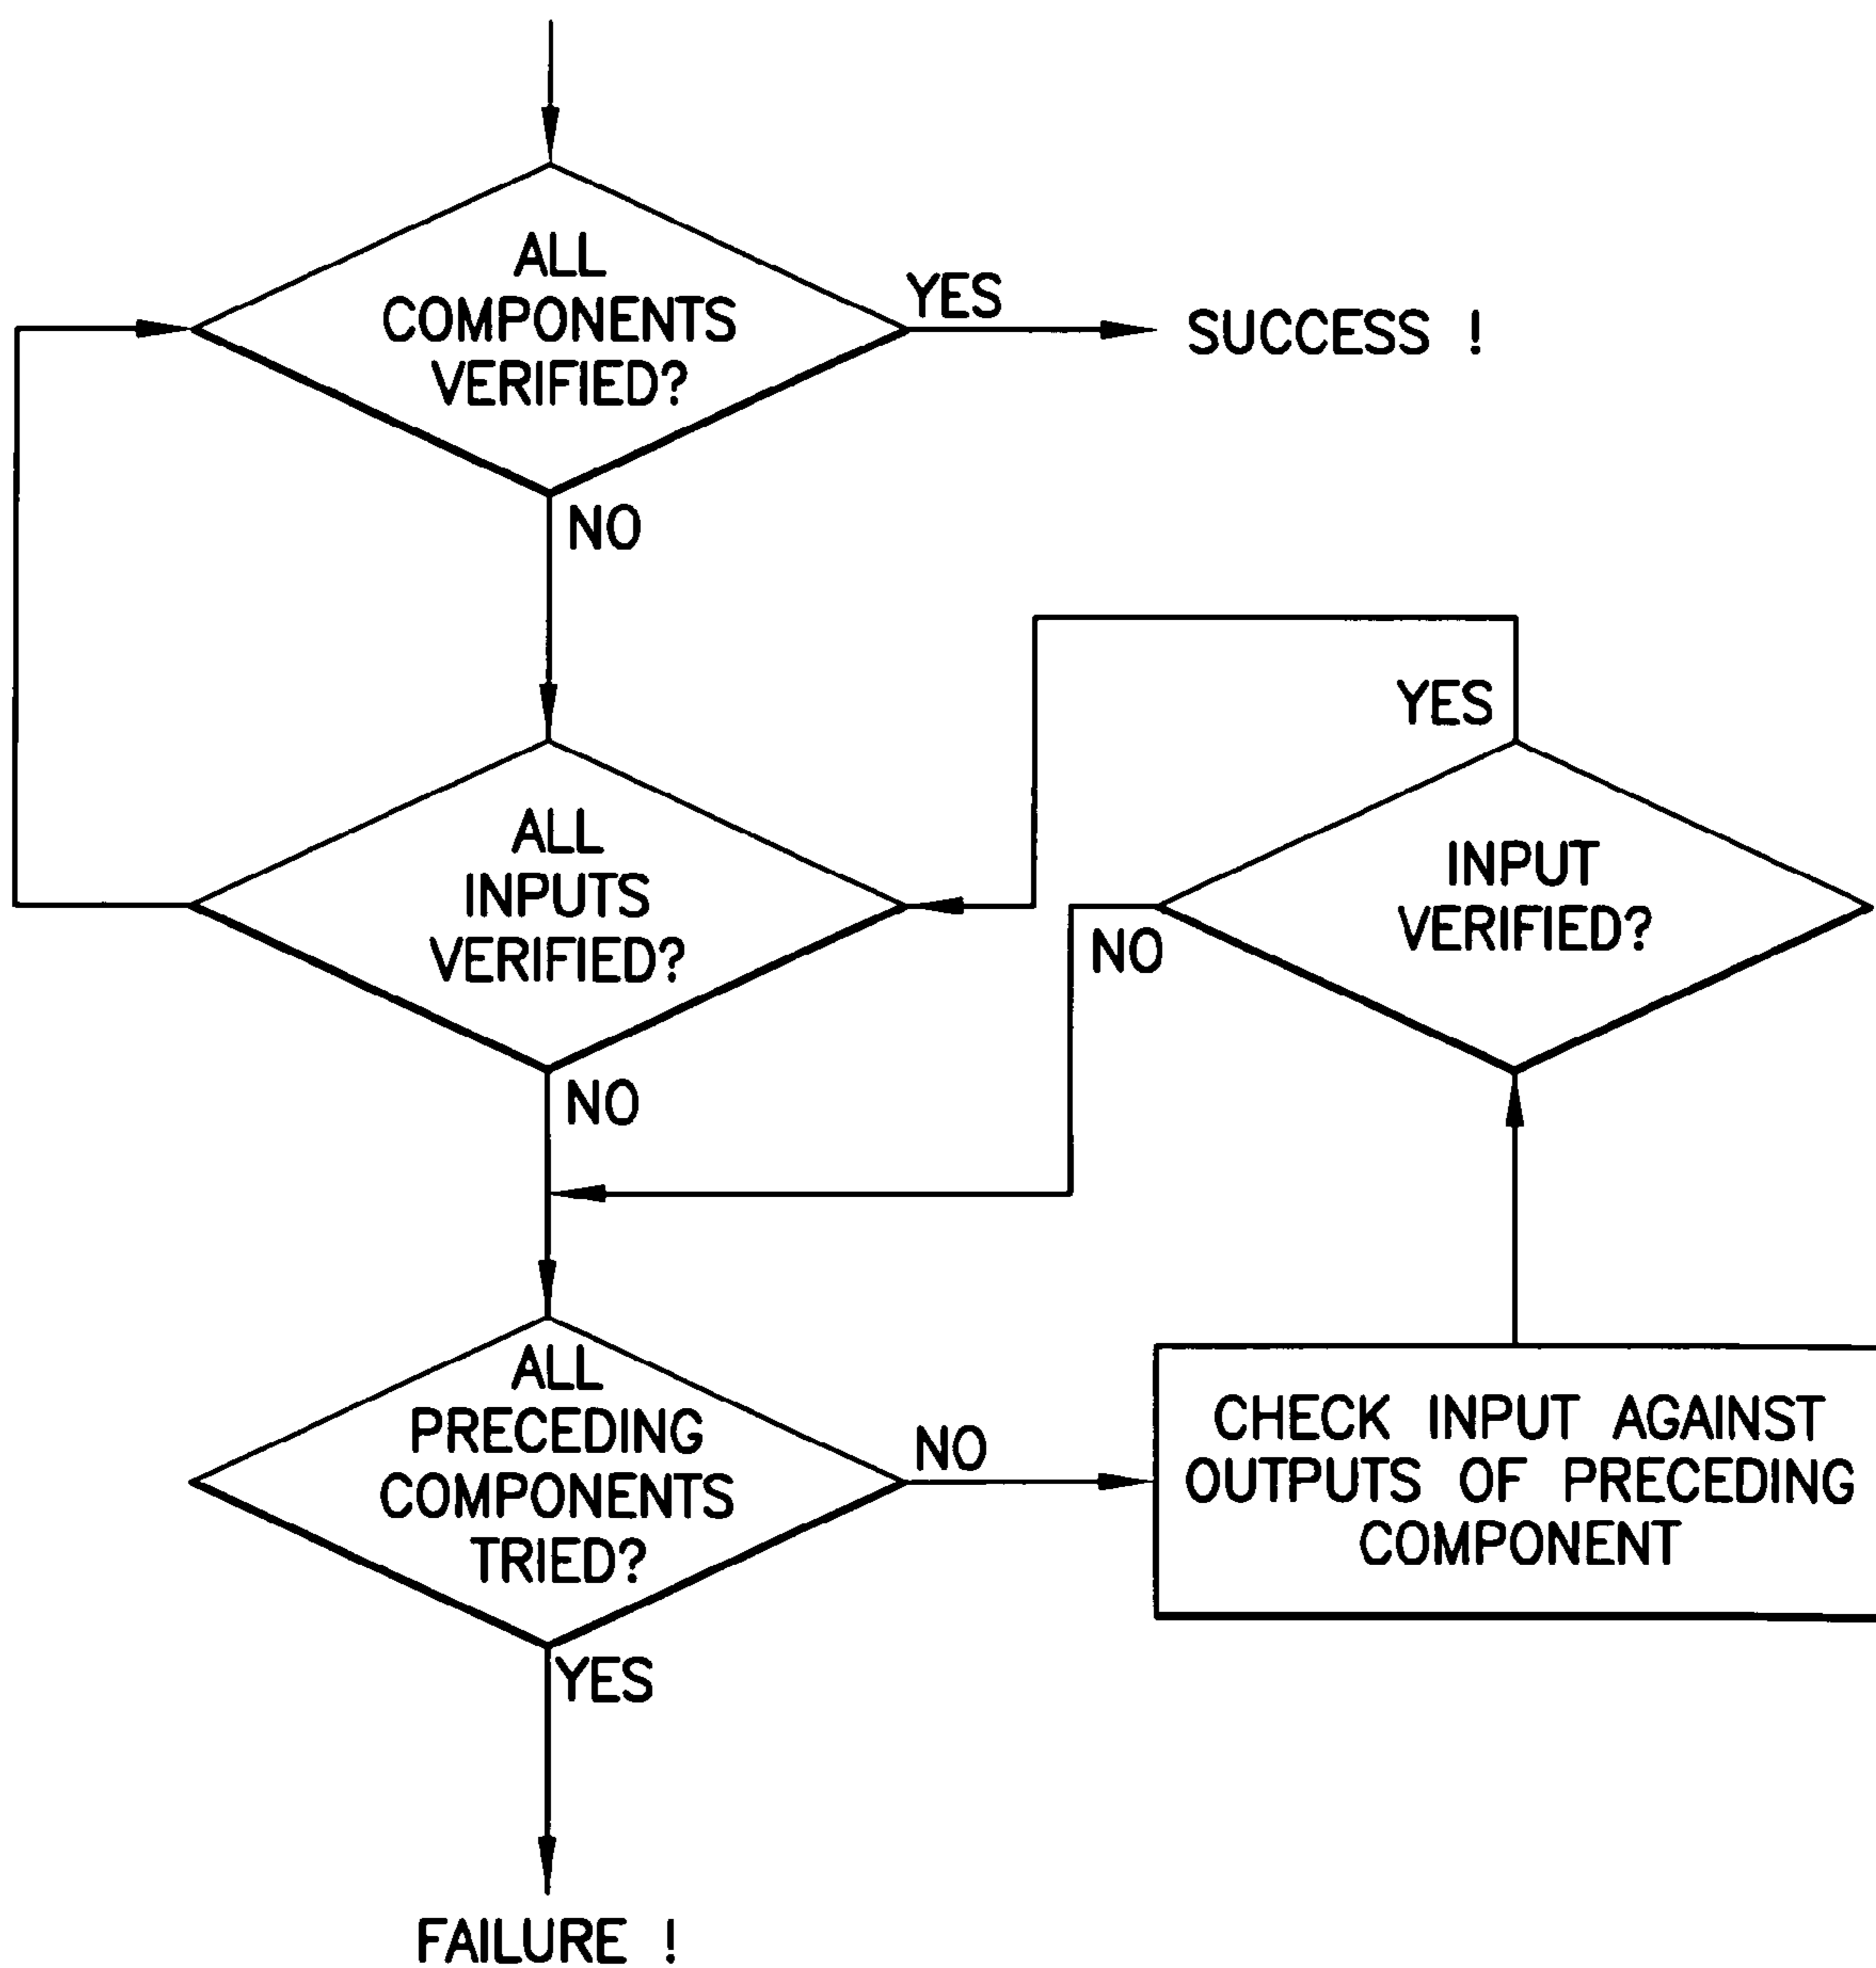 ALL
COMPONENTS
VERIFIED?
YES
SUCCESS !
NO
YES
ALL
INPUTS
VERIFIED?
INPUT
VERIFIED?
NO
NO
ALL
PRECEDING
COMPONENTS
TRIED?
NO
CHECK INPUT AGAINST
OUTPUTS OF PRECEDING
COMPONENT
YES
FAILURE !